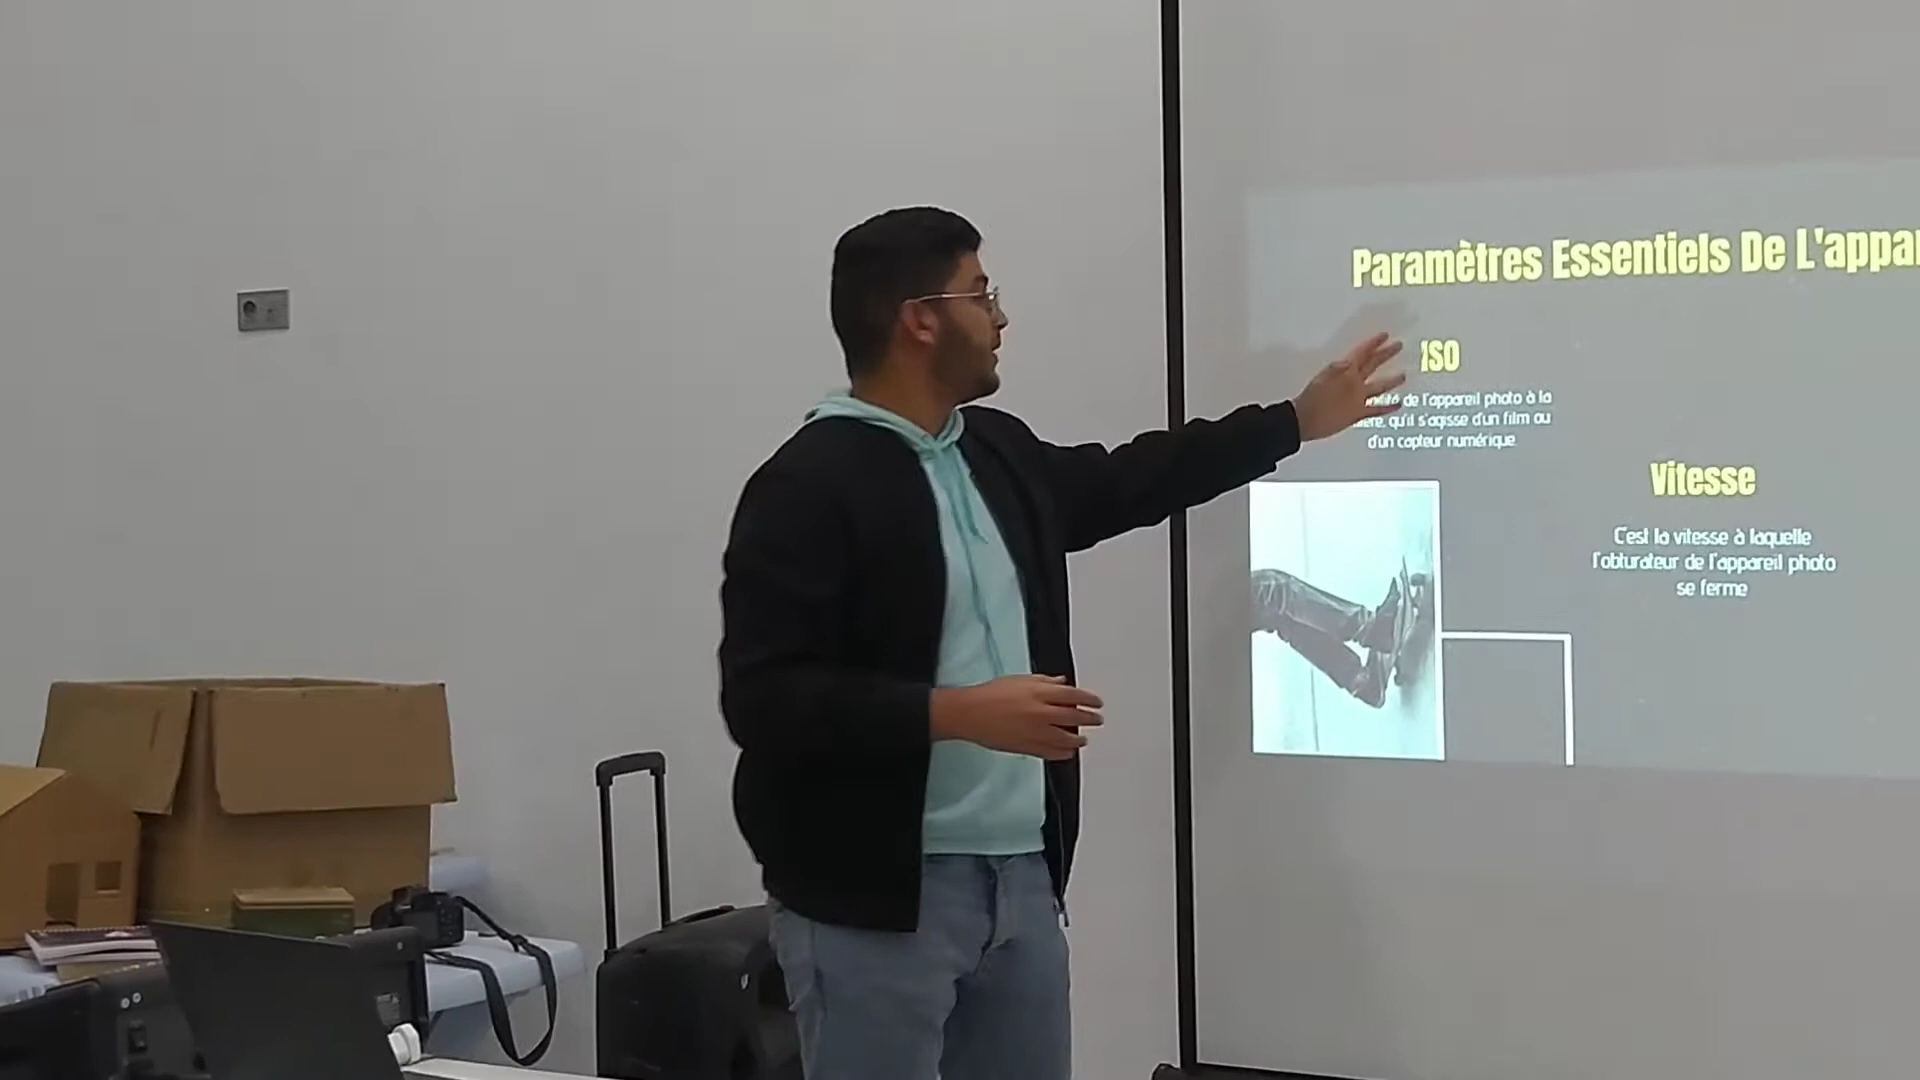 Paramètres Essentiels De L'appar
ISO
de l'appareil photo à la
qu'il s'agisse d'un film ou
d'un capteur numérique
Vitesse
C'est la vitesse à laquelle
l'obturateur de l'appareil photo
se ferme